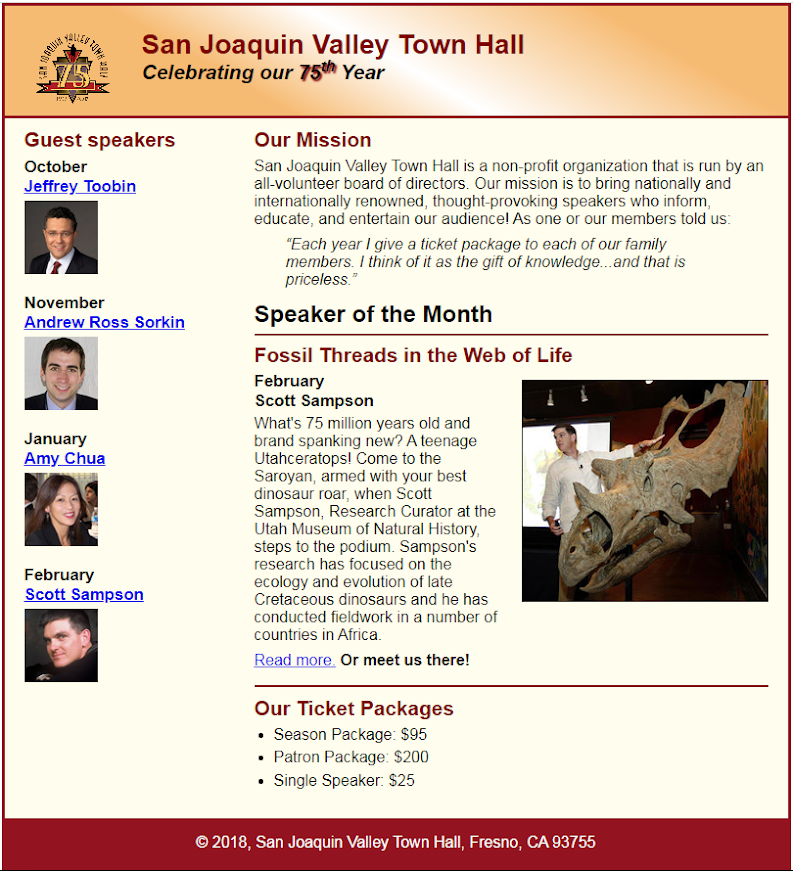 SAN JOAQUIN VALLEY TOWN HALL
75
San Joaquin Valley Town Hall
Celebrating our 75th Year
Guest speakers
October
Jeffrey Toobin
November
Andrew Ross Sorkin
January
Amy Chua
February
Scott Sampson
Our Mission
San Joaquin Valley Town Hall is a non-profit organization that is run by an
all-volunteer board of directors. Our mission is to bring nationally and
internationally renowned, thought-provoking speakers who inform,
educate, and entertain our audience! As one or our members told us:
“Each year I give a ticket package to each of our family
members. I think of it as the gift of knowledge...and that is
priceless.”
Speaker of the Month
Fossil Threads in the Web of Life
February
Scott Sampson
What's 75 million years old and
brand spanking new? A teenage
Utahceratops! Come to the
Saroyan, armed with your best
dinosaur roar, when Scott
Sampson, Research Curator at the
Utah Museum of Natural History,
steps to the podium. Sampson's
research has focused on the
ecology and evolution of late
Cretaceous dinosaurs and he has
conducted fieldwork in a number of
countries in Africa.
Read more. Or meet us there!
Our Ticket Packages
• Season Package: $95
• Patron Package: $200
• Single Speaker: $25
© 2018, San Joaquin Valley Town Hall, Fresno, CA 93755